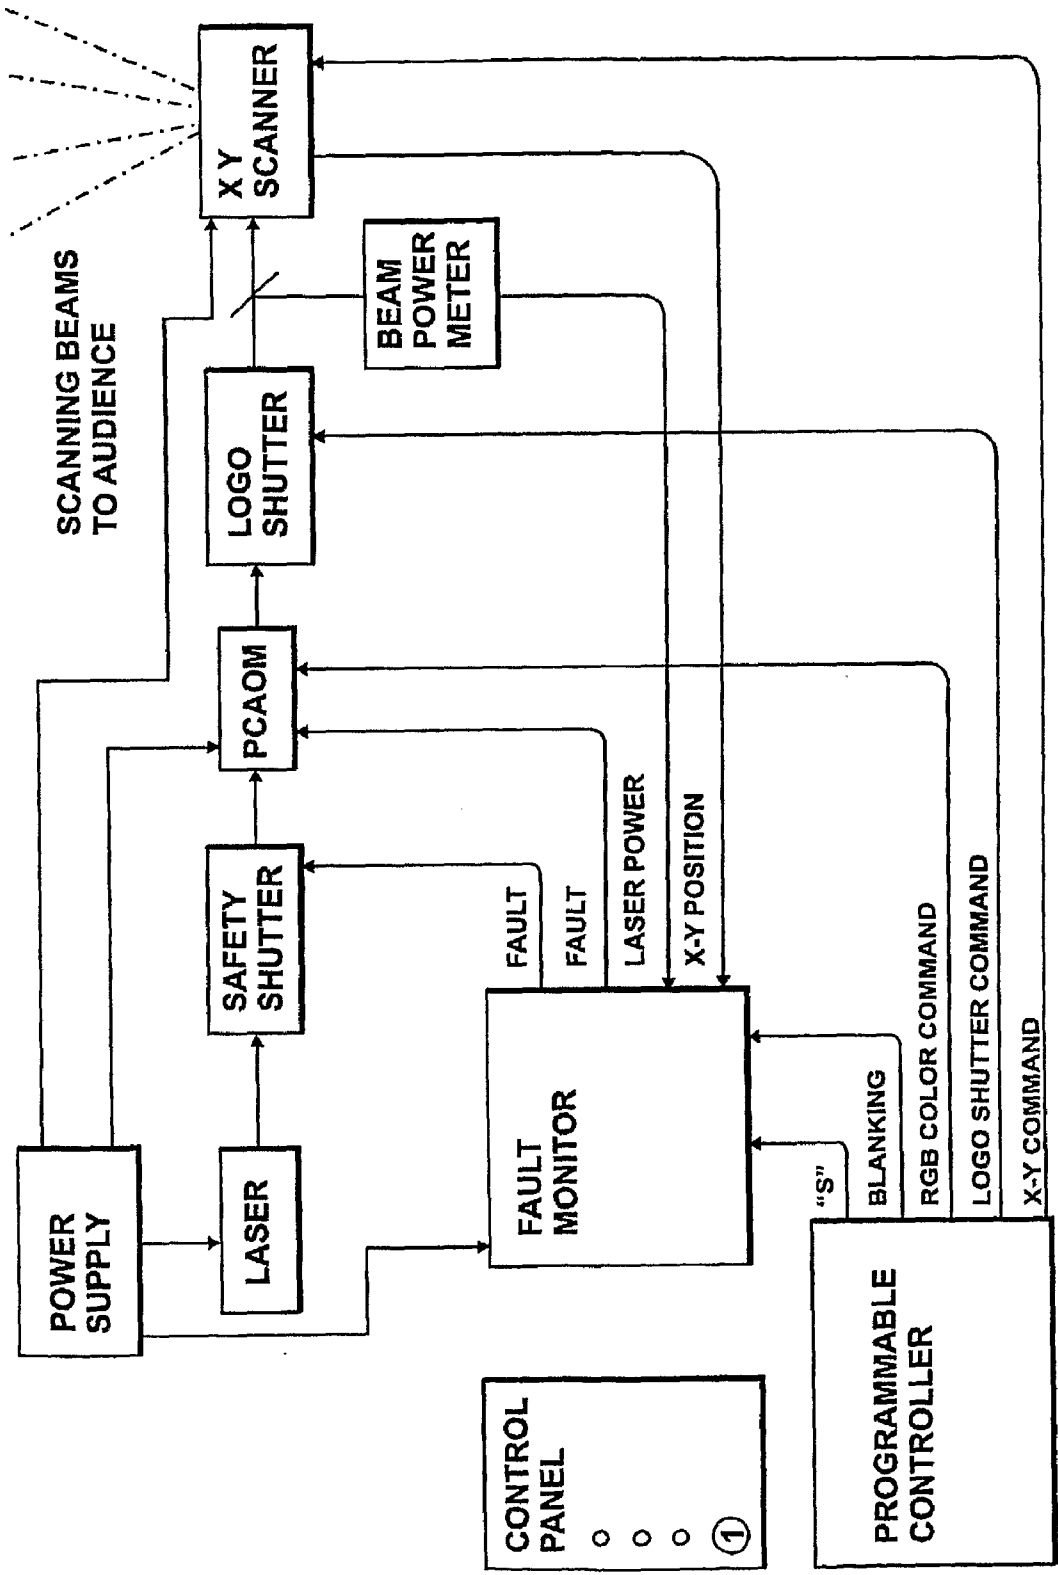 POWER
SUPPLY
LASER
SAFETY
SHUTTER
PCAOM
LOGO
SHUTTER
X Y
SCANNER
SCANNING BEAMS
TO AUDIENCE
BEAM
POWER
METER
CONTROL
PANEL
1
FAULT
MONITOR
FAULT
FAULT
LASER POWER
X-Y POSITION
PROGRAMMABLE
CONTROLLER
"S"
BLANKING
RGB COLOR COMMAND
LOGO SHUTTER COMMAND
X-Y COMMAND